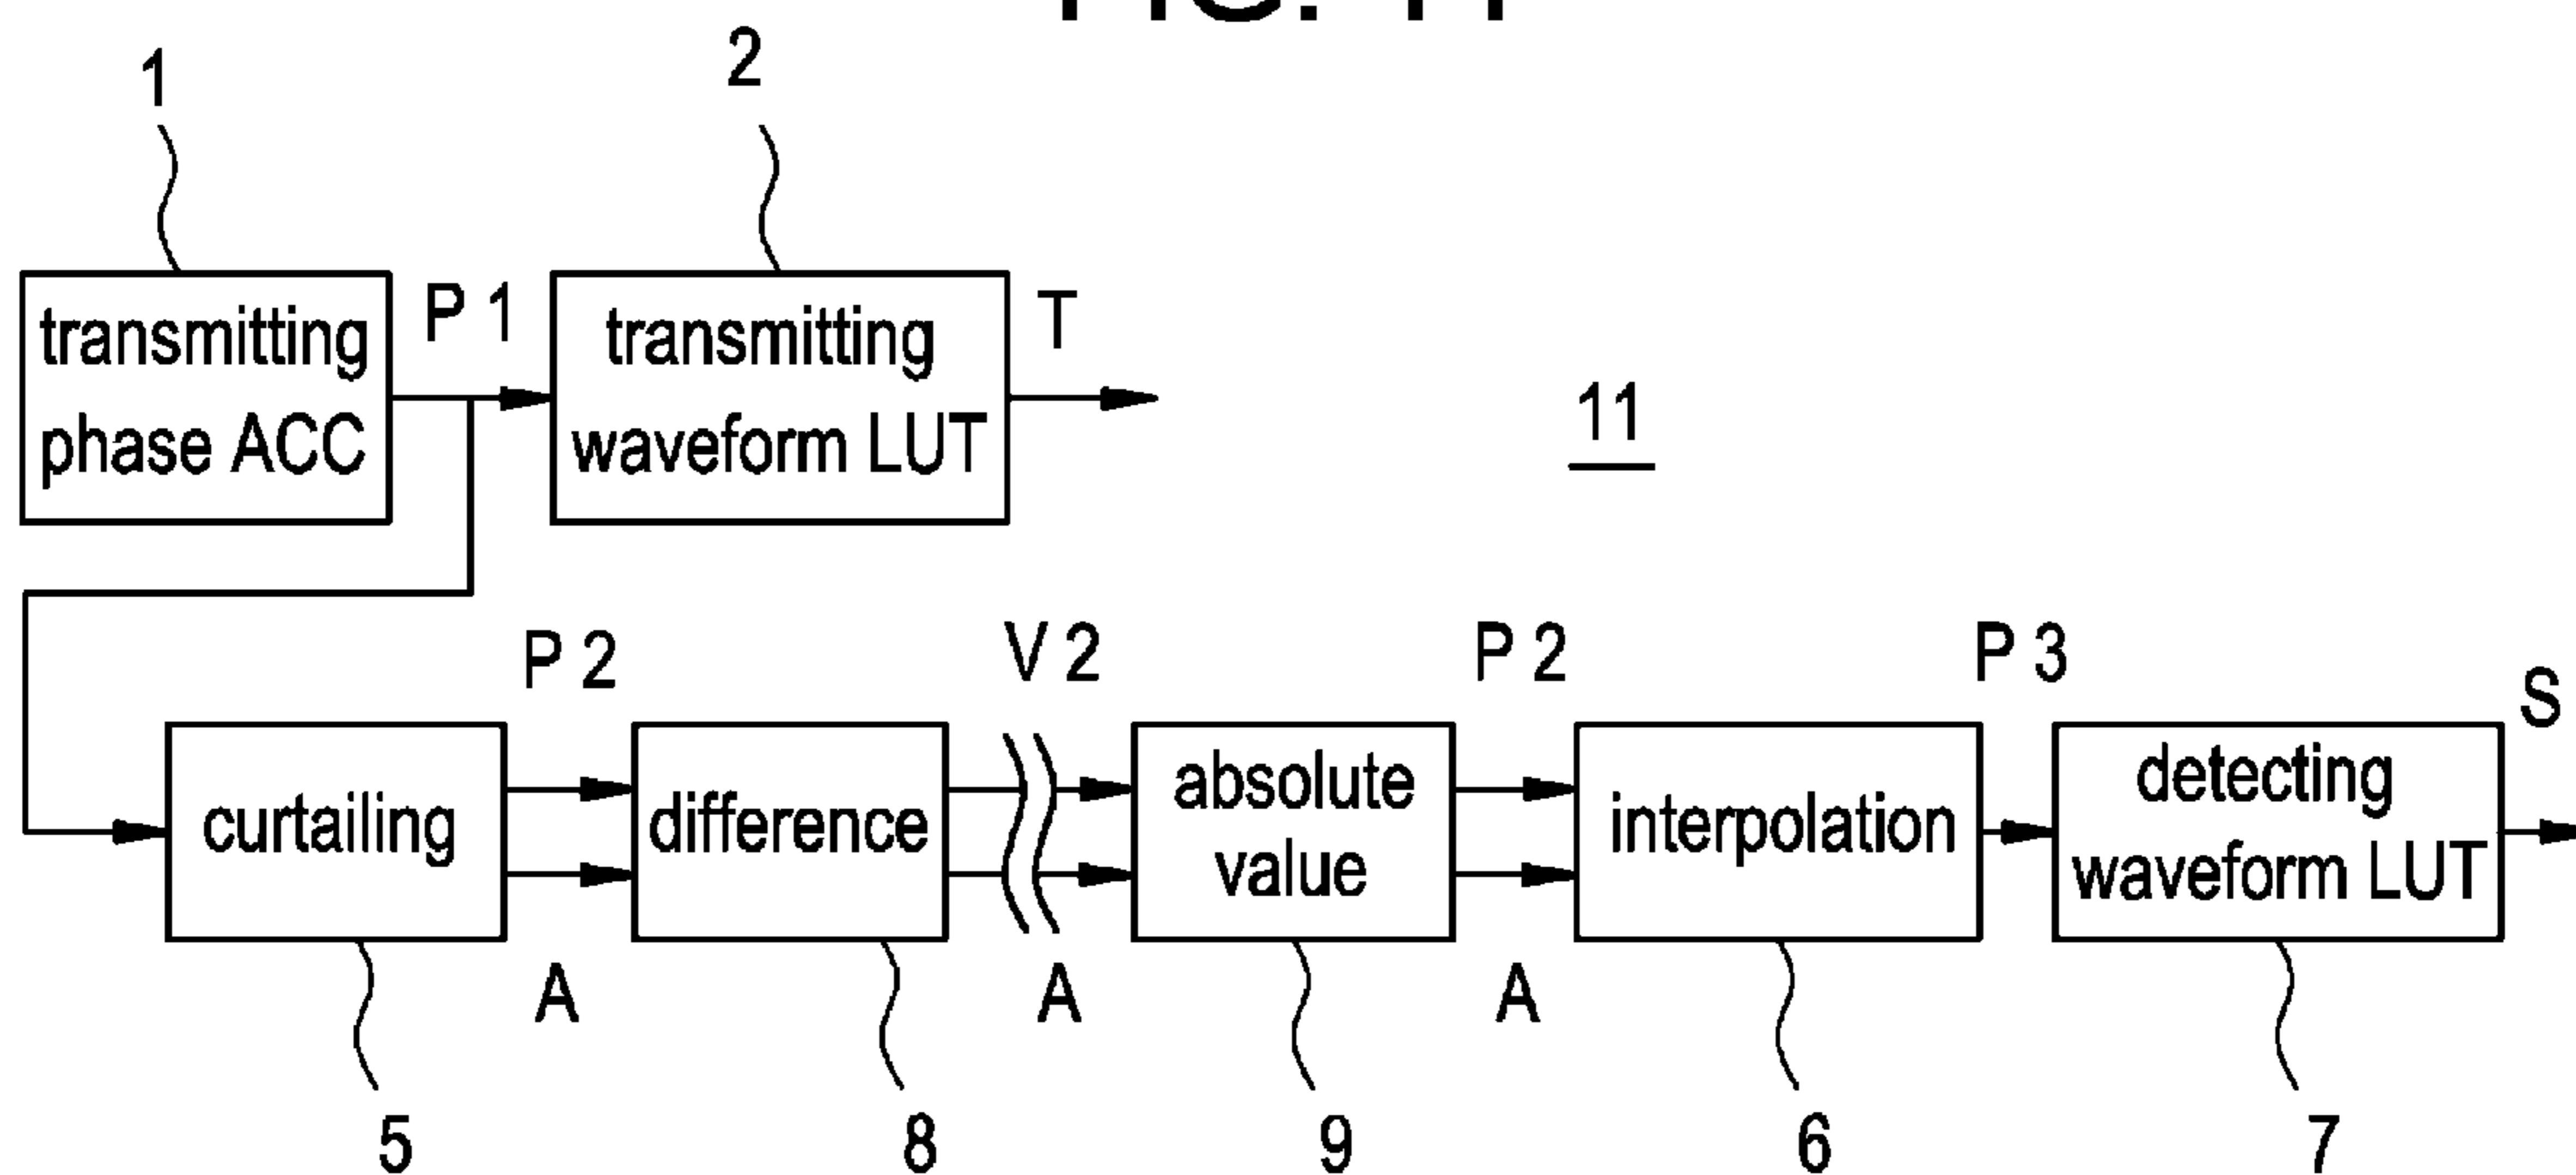 1
2
transmitting
phase ACC
P 1
transmitting
waveform LUT
T
11
P 2
V 2
P 2
P 3
S
curtailing
difference
absolute
value
interpolation
detecting
waveform LUT
A
A
A
5
8
9
6
7